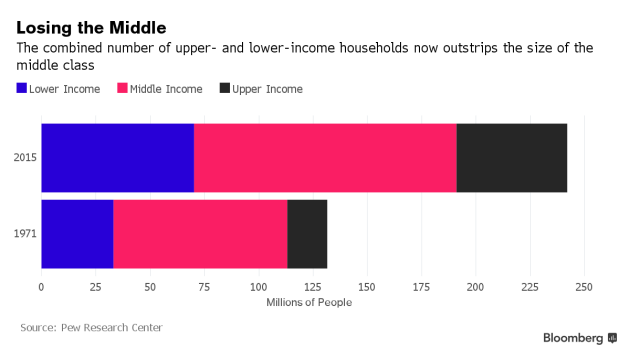 Losing the Middle
The combined number of upper- and lower-income households now outstrips the size of the
middle class
Lower Income Middle Income Upper Income
2015
1971
0 25 50 75 100 125 150 175 200 225 250
Millions of People
Source: Pew Research Center
Bloomberg